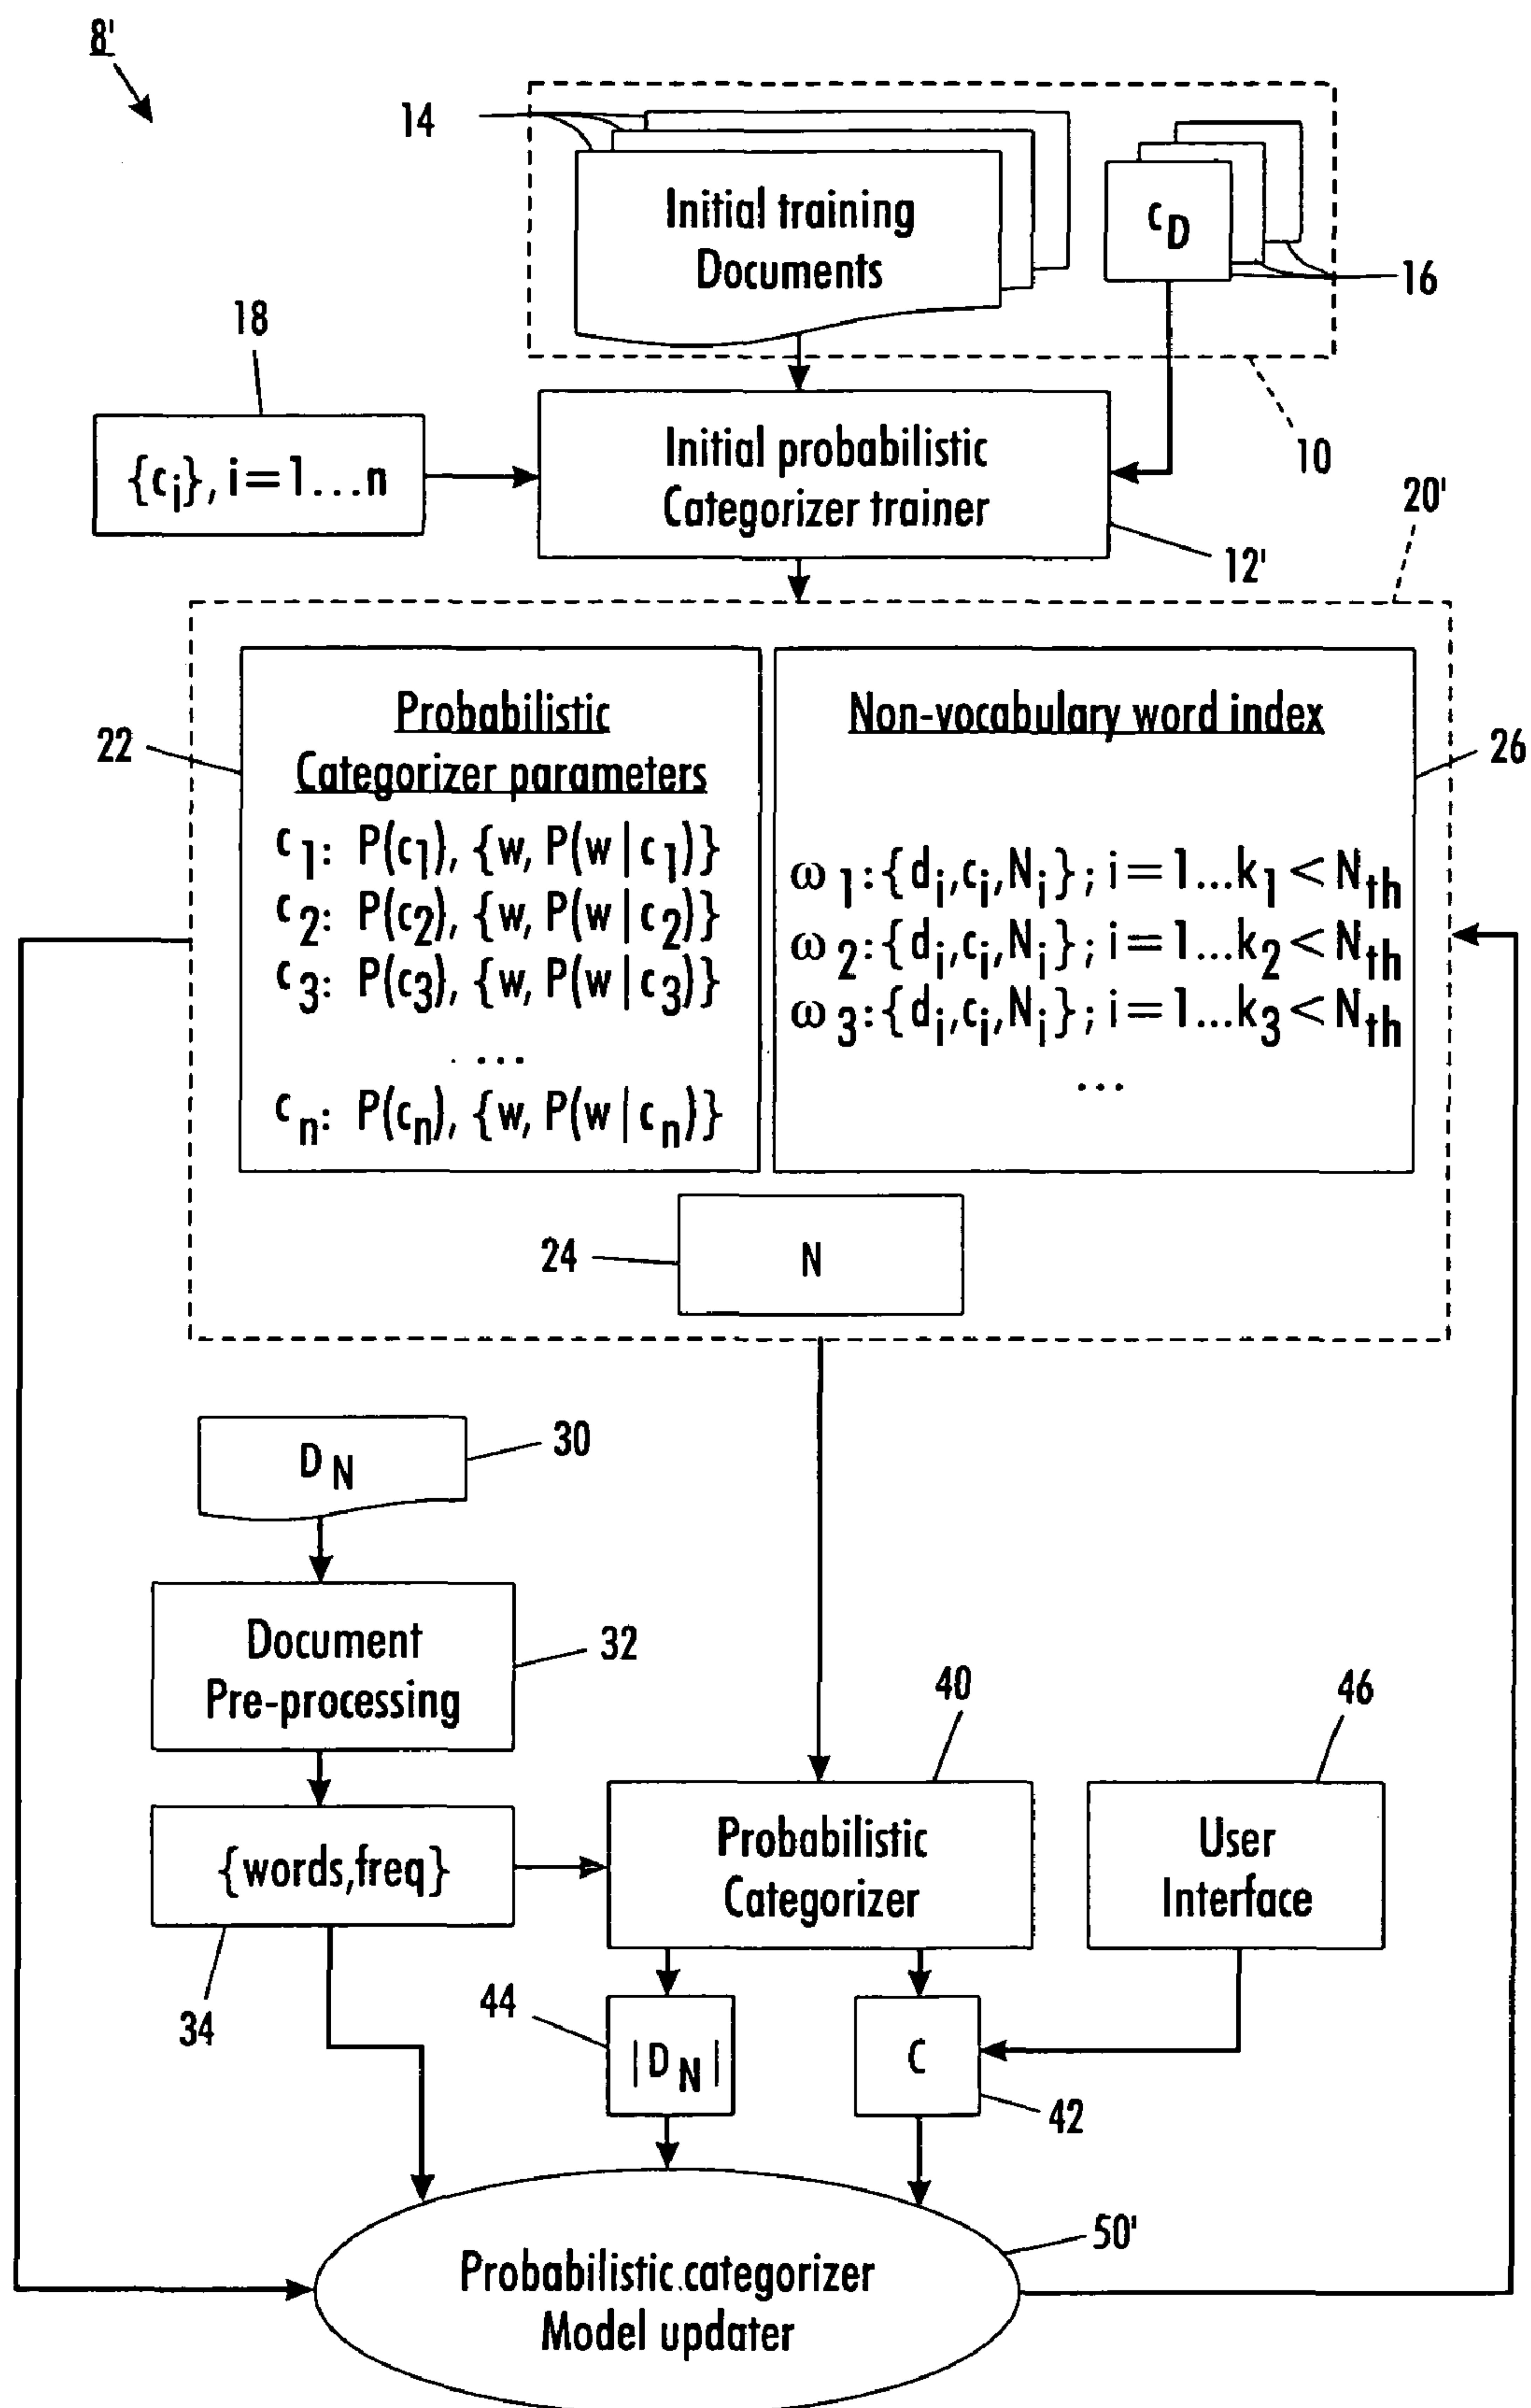 8'
14
Initial training
Documents
c_D
16
18
{c_i}, i=1...n
Initial probabilistic
Categorizer trainer
10
12'
20'
22
Probabilistic
Categorizer parameters
c_1: P(c_1), {w, P(w|c_1)}
c_2: P(c_2), {w, P(w|c_2)}
c_3: P(c_3), {w, P(w|c_3)}
...
c_n: P(c_n), {w, P(w|c_n)}
Non-vocabulary word index
26
ω_1:{d_i,c_i,N_i}; i=1...k_1<N_th
ω_2:{d_i,c_i,N_i}; i=1...k_2<N_th
ω_3:{d_i,c_i,N_i}; i=1...k_3<N_th
...
24
N
D_N
30
Document
Pre-processing
32
40
46
{words,freq}
34
Probabilistic
Categorizer
User
Interface
44
|D_N|
C
42
50'
Probabilistic categorizer
Model updater